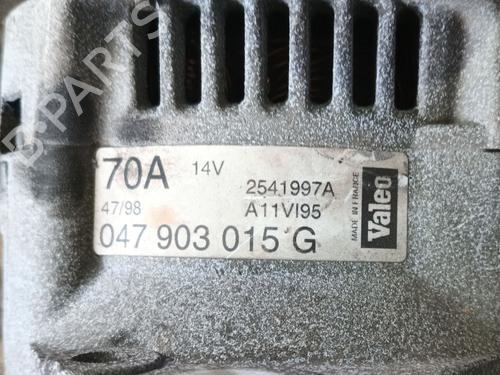 70A 14V 2541997A
47/98 A11VI95
047 903 015 G
Valeo
MADE IN FRANCE
B-PARTS